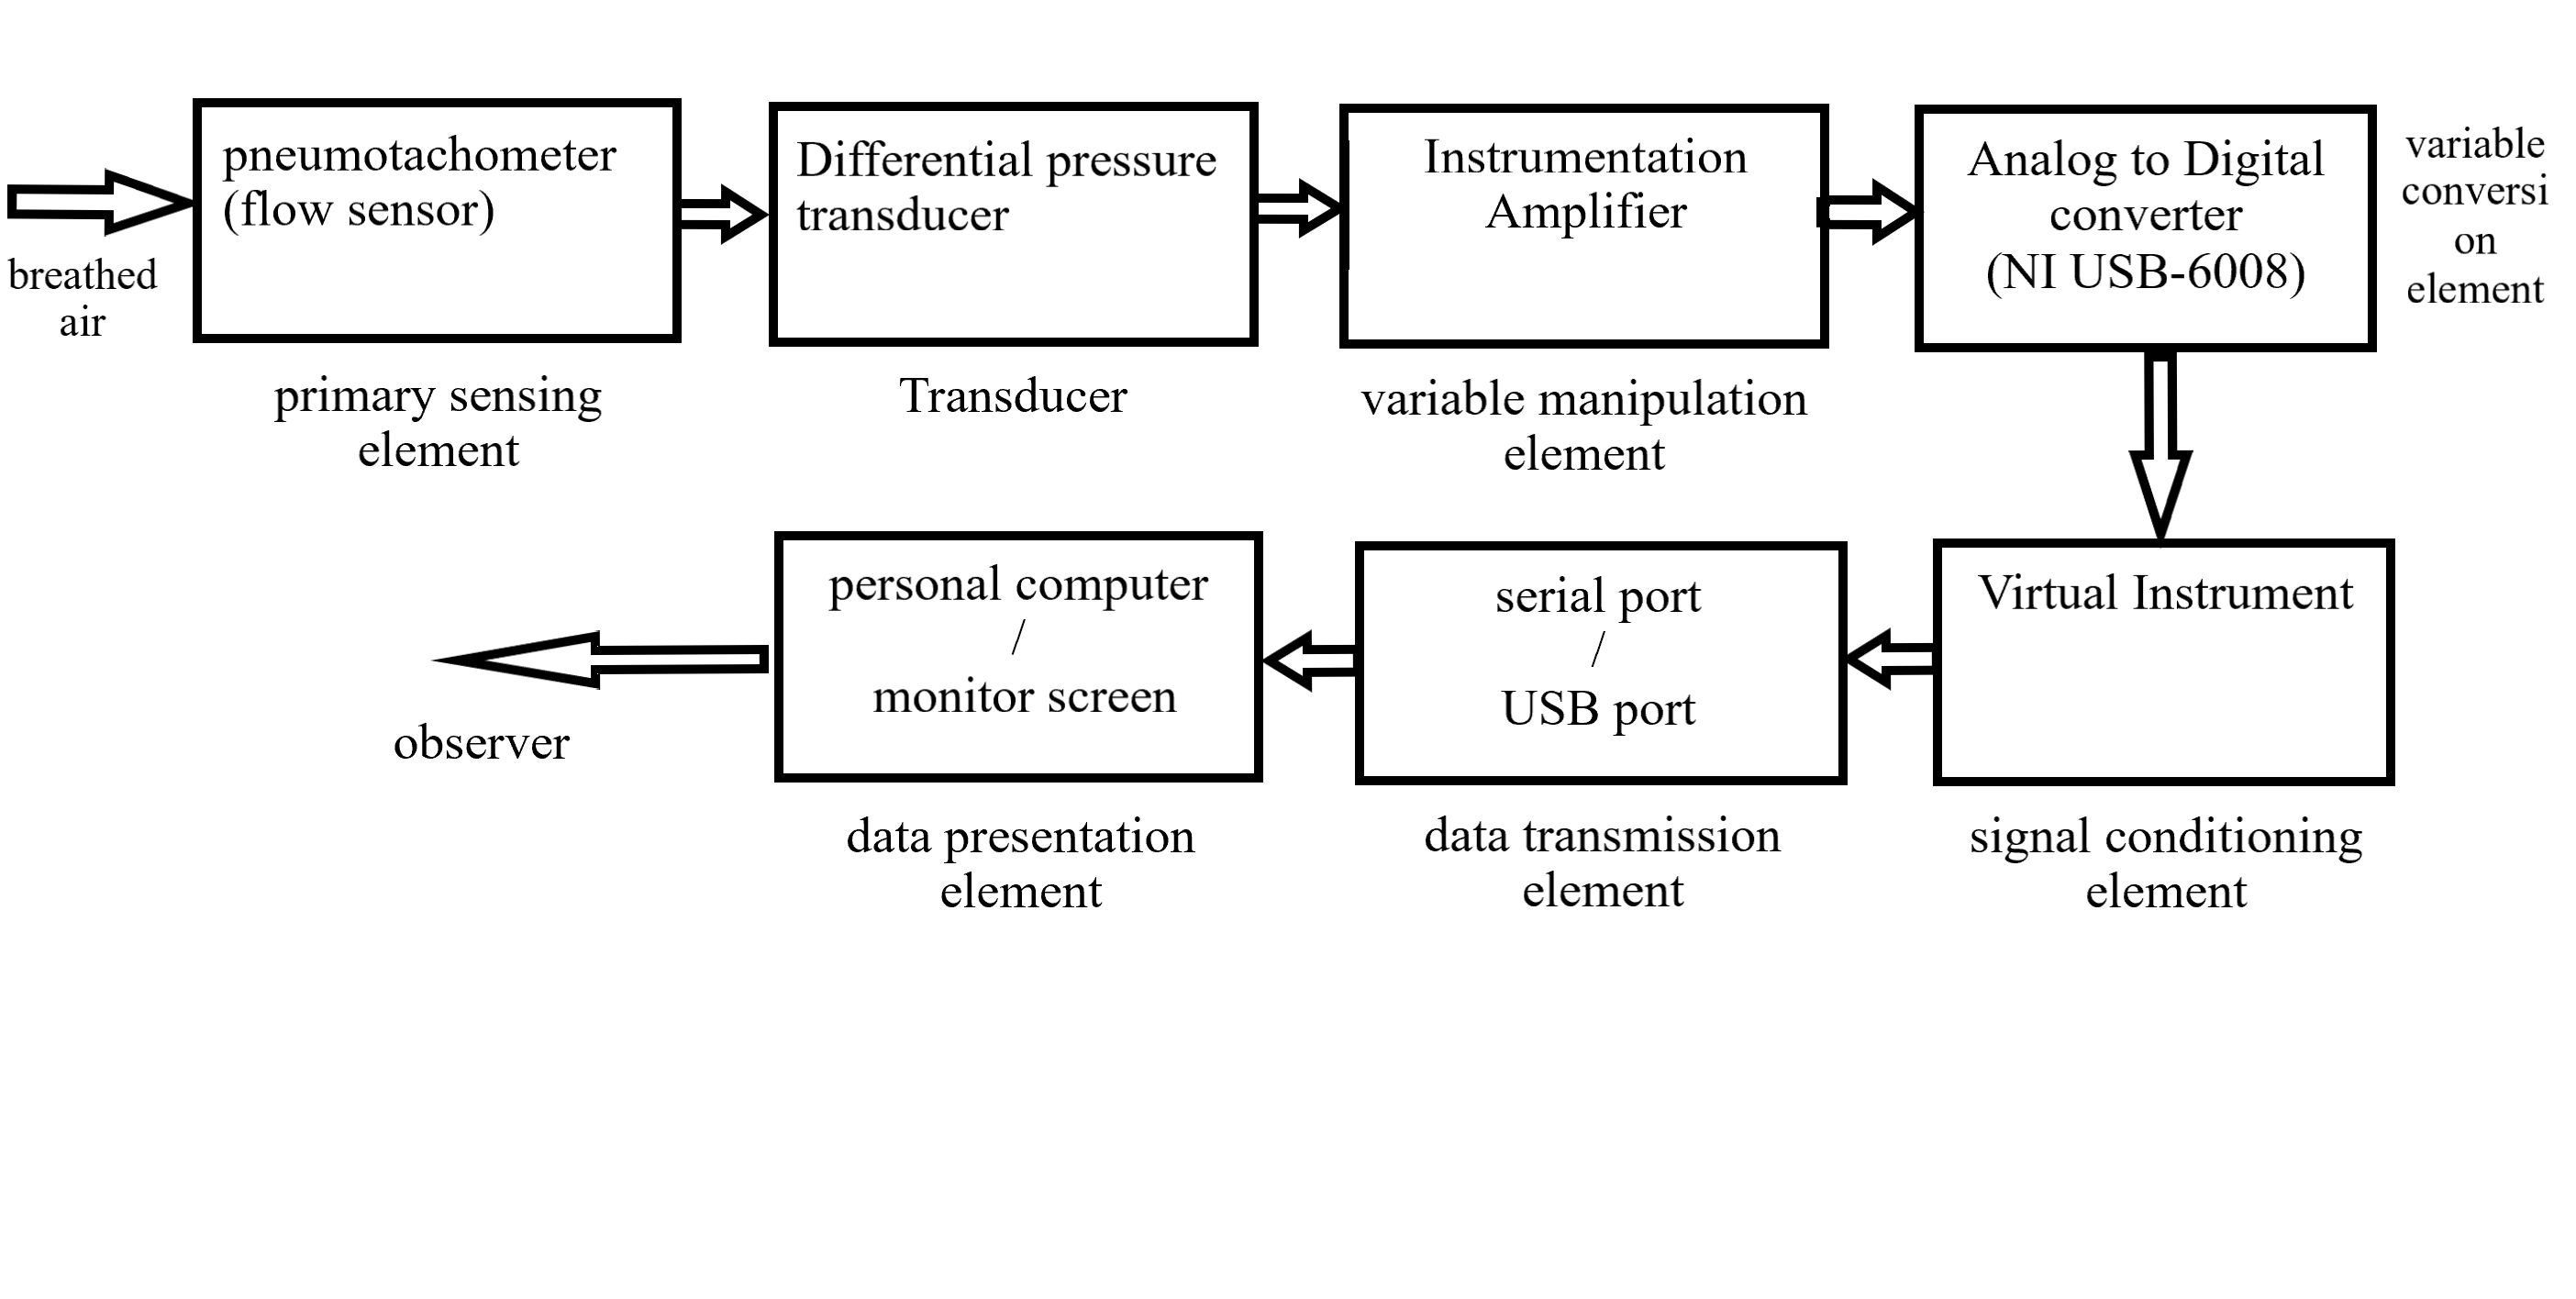 breathed
air
pneumotachometer
(flow sensor)
primary sensing
element
Differential pressure
transducer
Transducer
Instrumentation
Amplifier
variable manipulation
element
Analog to Digital
converter
(NI USB-6008)
variable
conversi
on
element
Virtual Instrument
signal conditioning
element
serial port
/
USB port
data transmission
element
personal computer
/
monitor screen
data presentation
element
observer